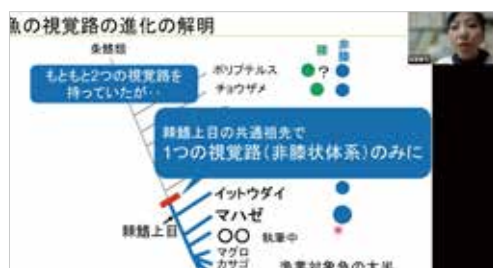 魚の視覚路の進化の解明
条鰭類
膝
非膝
ポリプテルス
?
チョウザメ
もともと2つの視覚路を
持っていたが‥
棘鰭上目の共通祖先で
1つの視覚路(非膝状体系)のみに
イットウダイ
マハゼ
棘鰭上目
〇〇 執筆中
マグロ
カサゴ
漁業対象魚の大半